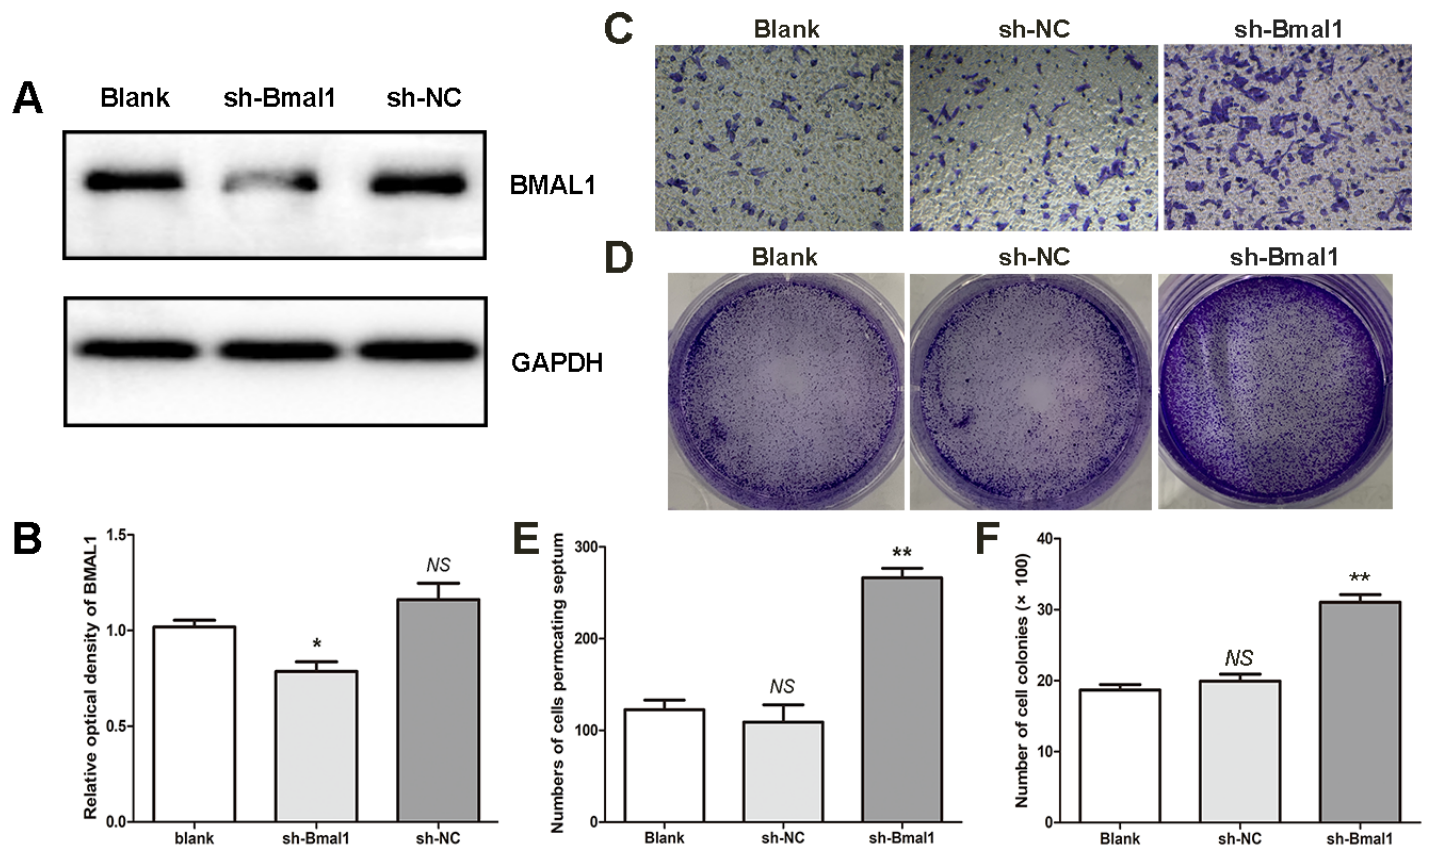 A
Blank sh-Bmal1 sh-NC
BMAL1
GAPDH
B
Relative optical density of BMAL1
1.5
1.0
0.5
0.0
*
NS
blank sh-Bmal1 sh-NC
C
Blank sh-NC sh-Bmal1
D
Blank sh-NC sh-Bmal1
E
Numbers of cells permcating septum
300
200
100
0
NS
**
Blank sh-NC sh-Bmal1
F
Number of cell colonies (× 100)
40
30
20
10
0
NS
**
Blank sh-NC sh-Bmal1